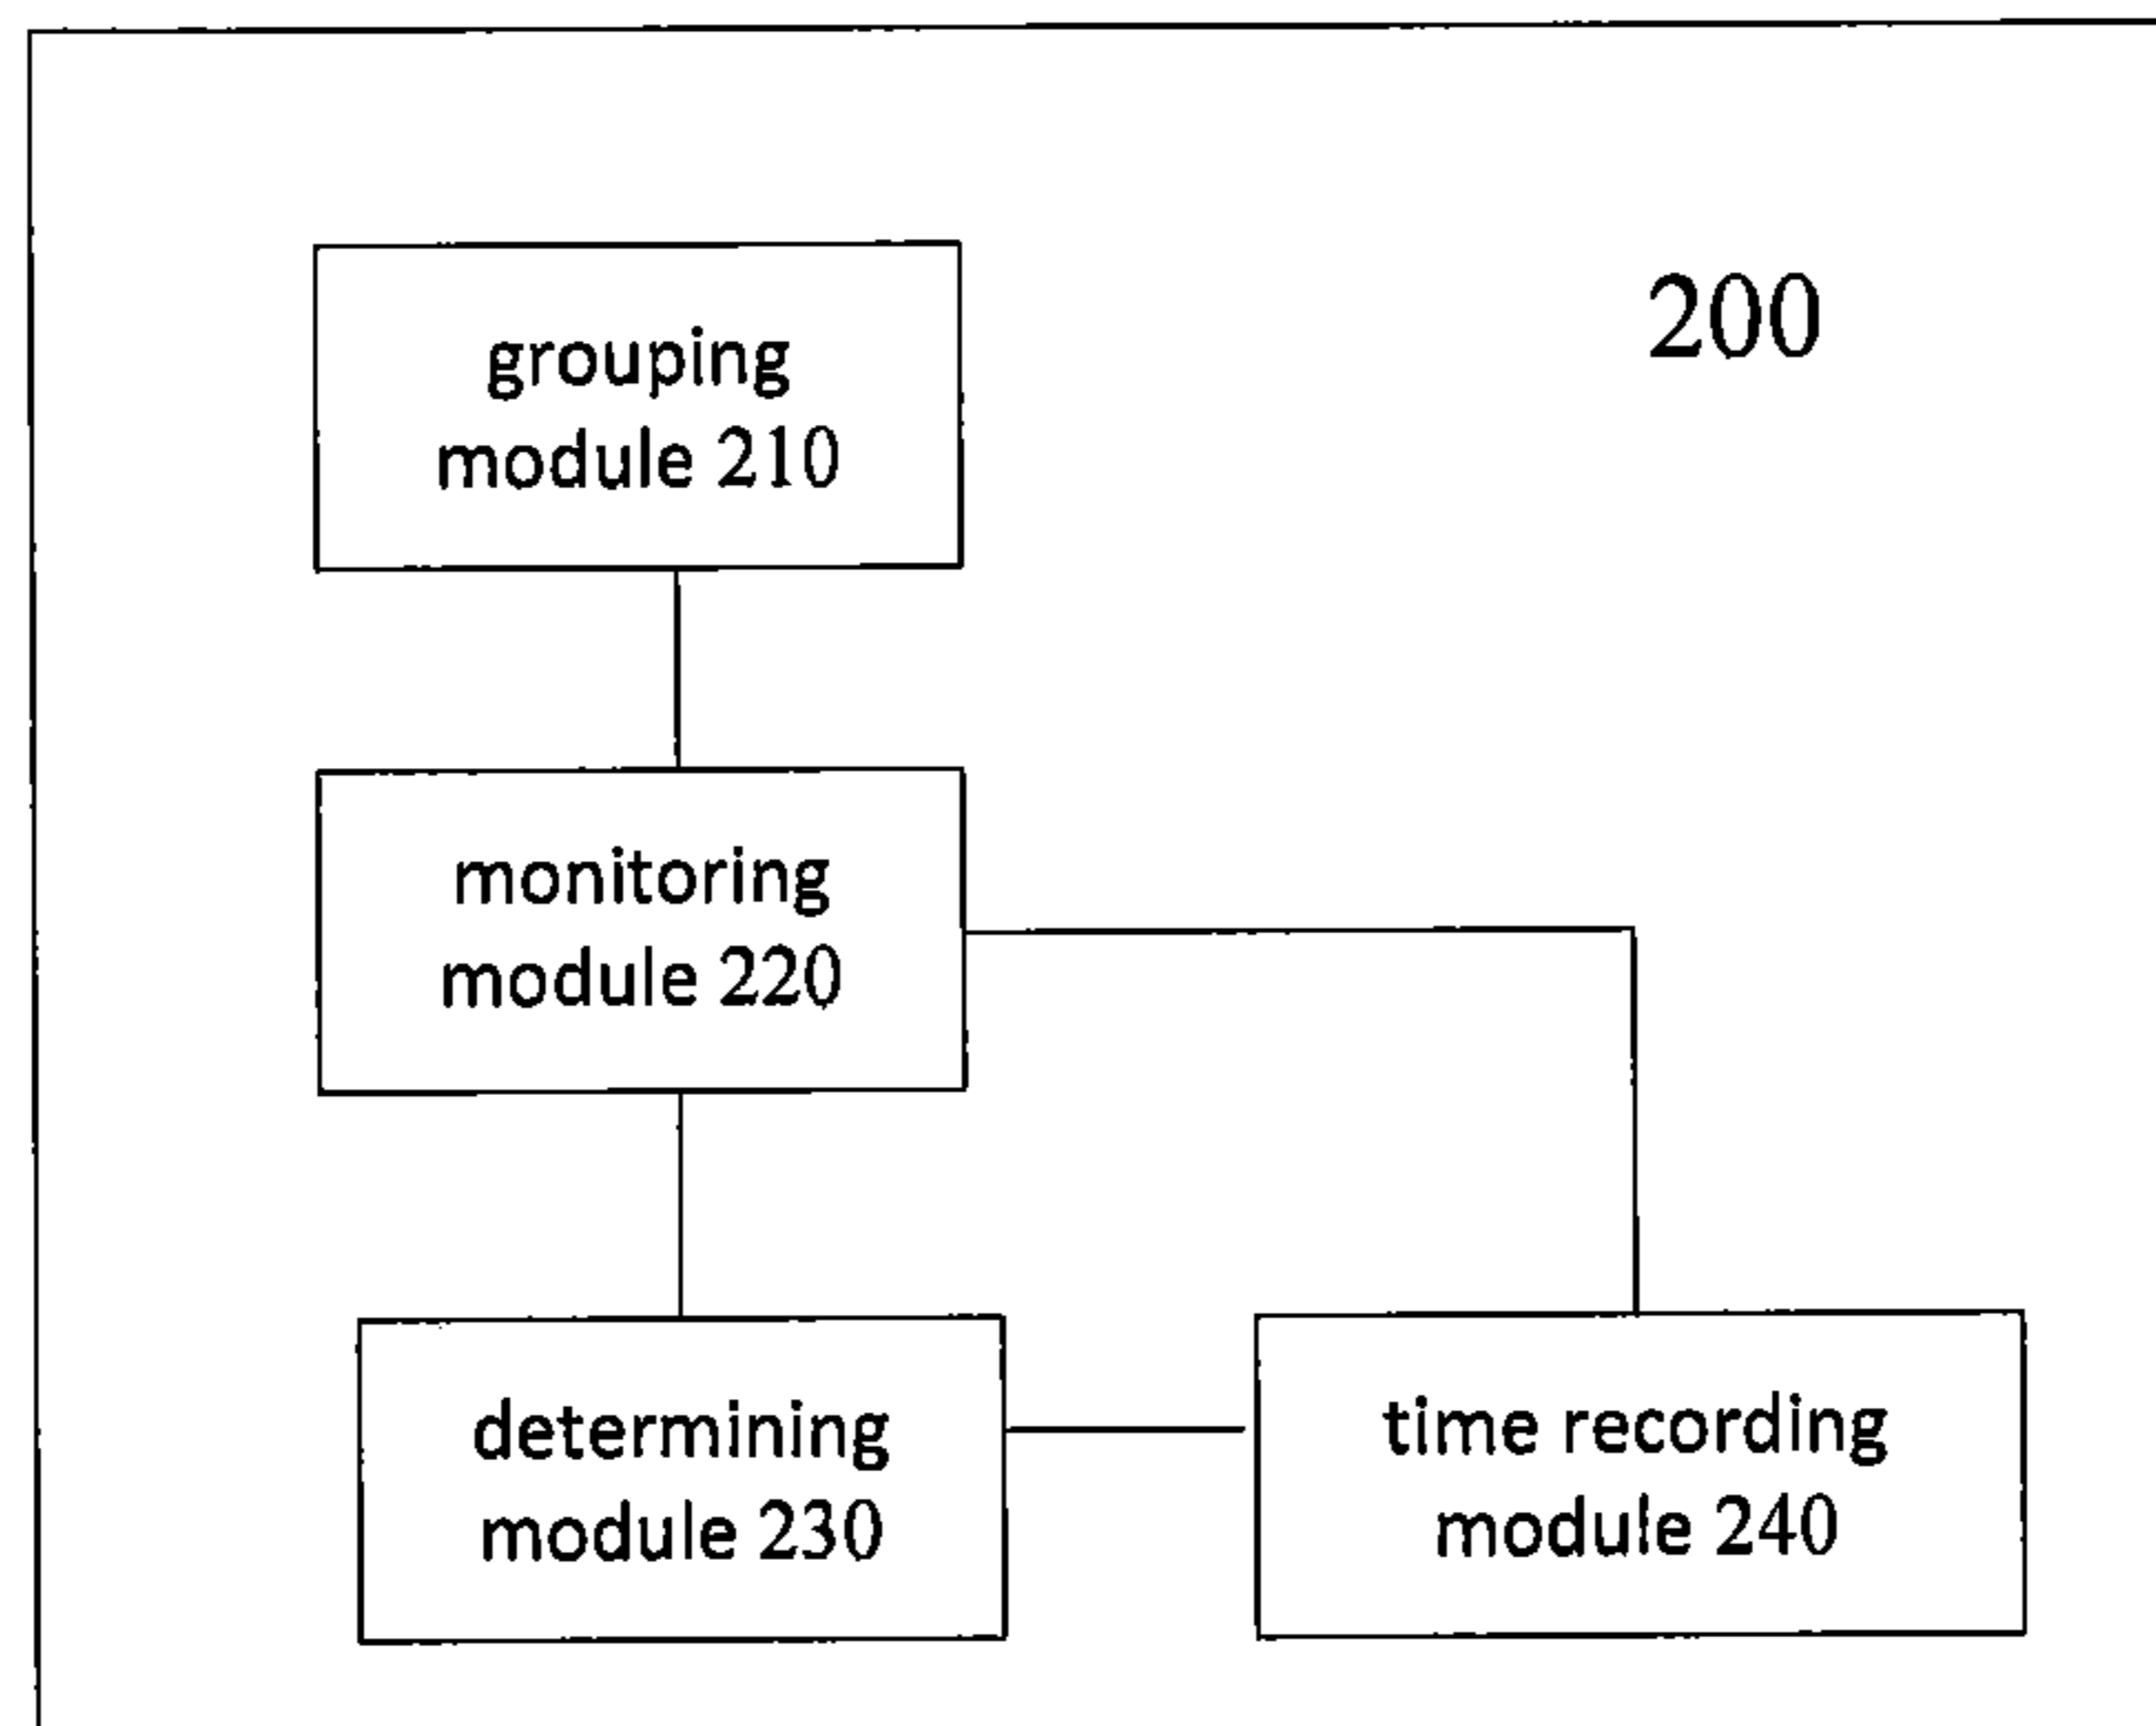 200
grouping
module 210
monitoring
module 220
determining
module 230
time recording
module 240